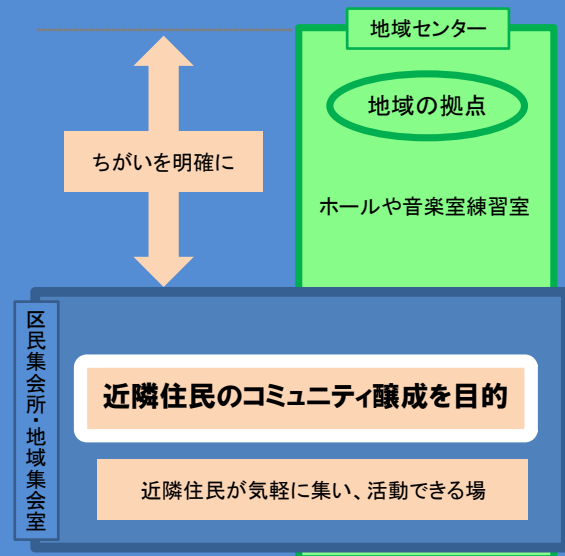 地域センター
地域の拠点
ちがいを明確に
ホールや音楽室練習室
区民集会所・地域集会室
近隣住民のコミュニティ醸成を目的
近隣住民が気軽に集い、活動できる場